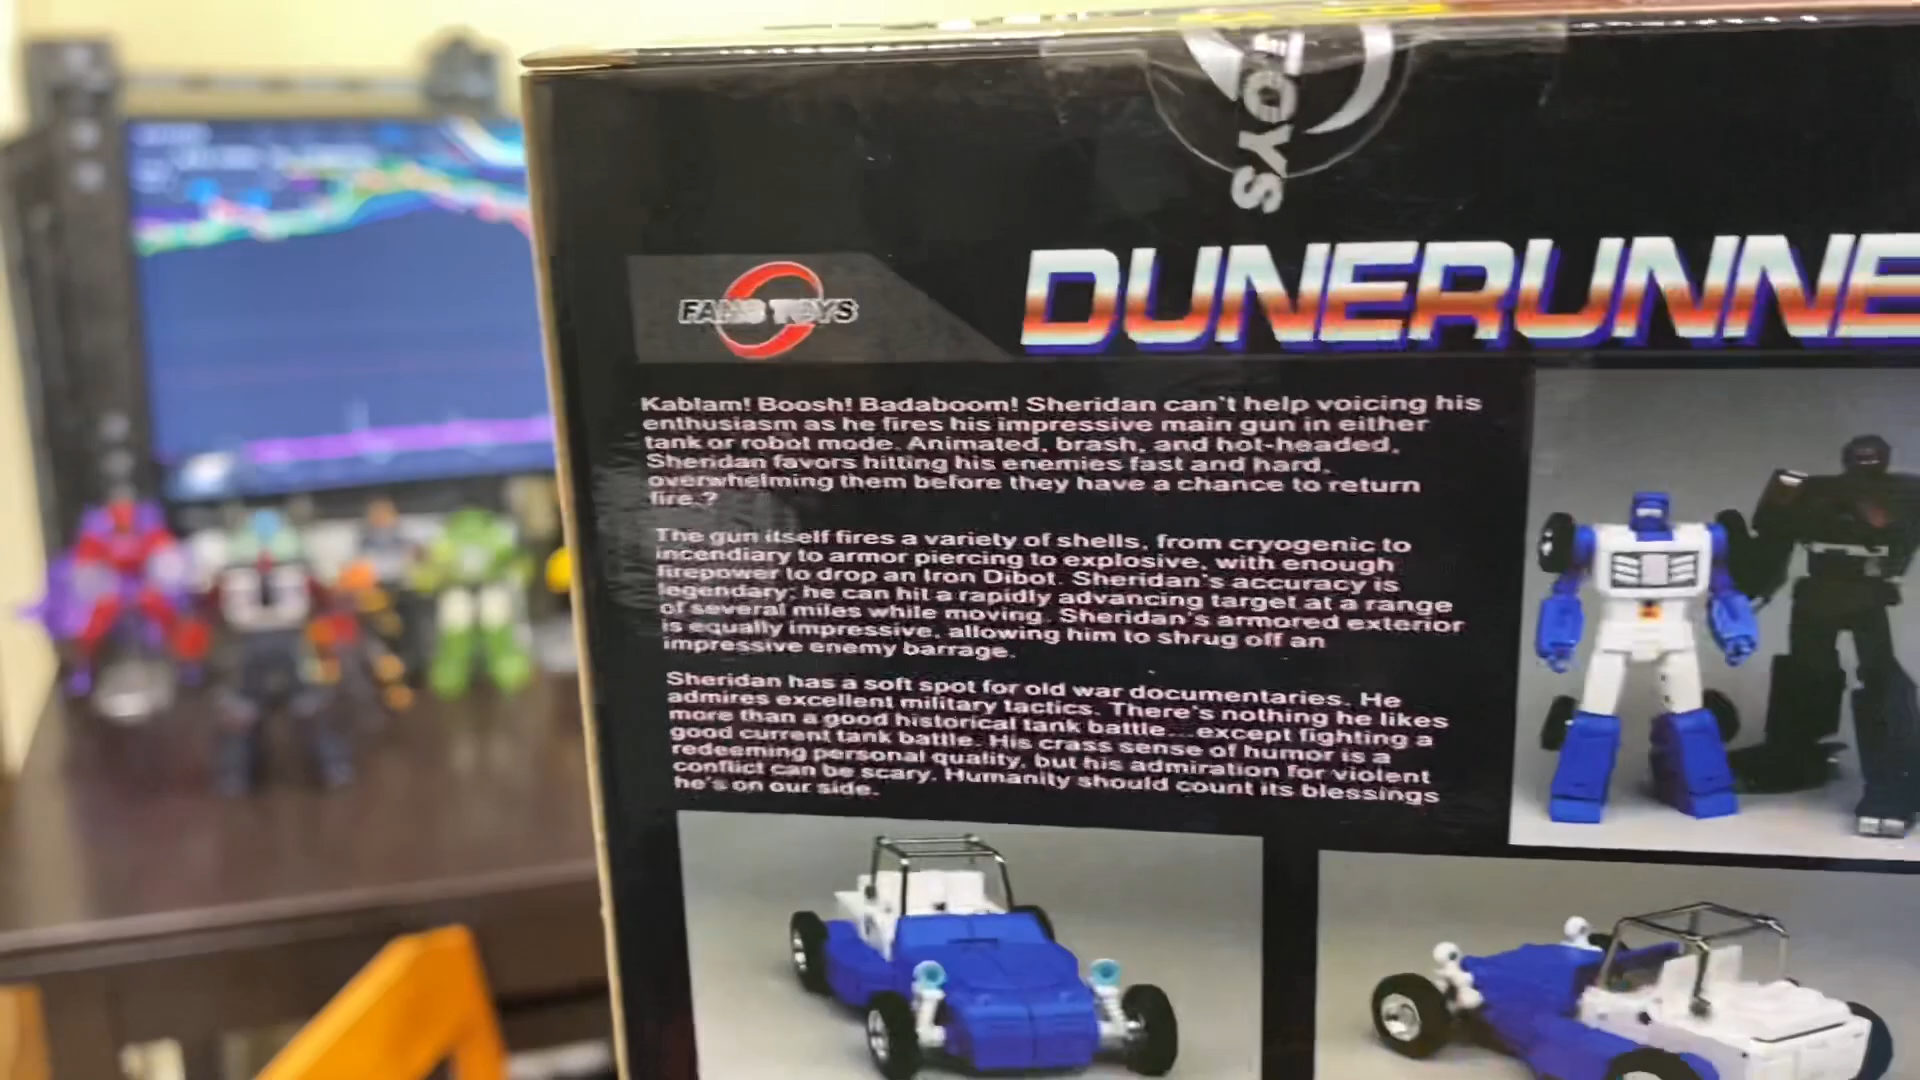 TOYS
FANS TOYS
DUNERUNNE
Kablam! Boosh! Badaboom! Sheridan can't help voicing his
enthusiasm as he fires his impressive main gun in either
tank or robot mode. Animated, brash, and hot-headed,
Sheridan favors hitting his enemies fast and hard,
overwhelming them before they have a chance to return
fire.?
The gun itself fires a variety of shells, from cryogenic to
incendiary to armor piercing to explosive, with enough
firepower to drop an Iron Dibot. Sheridan's accuracy is
legendary; he can hit a rapidly advancing target at a range
of several miles while moving. Sheridan's armored exterior
is equally impressive, allowing him to shrug off an
impressive enemy barrage.
Sheridan has a soft spot for old war documentaries. He
admires excellent military tactics. There's nothing he likes
more than a good historical tank battle...except fighting a
good current tank battle. His crass sense of humor is a
redeeming personal quality, but his admiration for violent
conflict can be scary. Humanity should count its blessings
he's on our side.